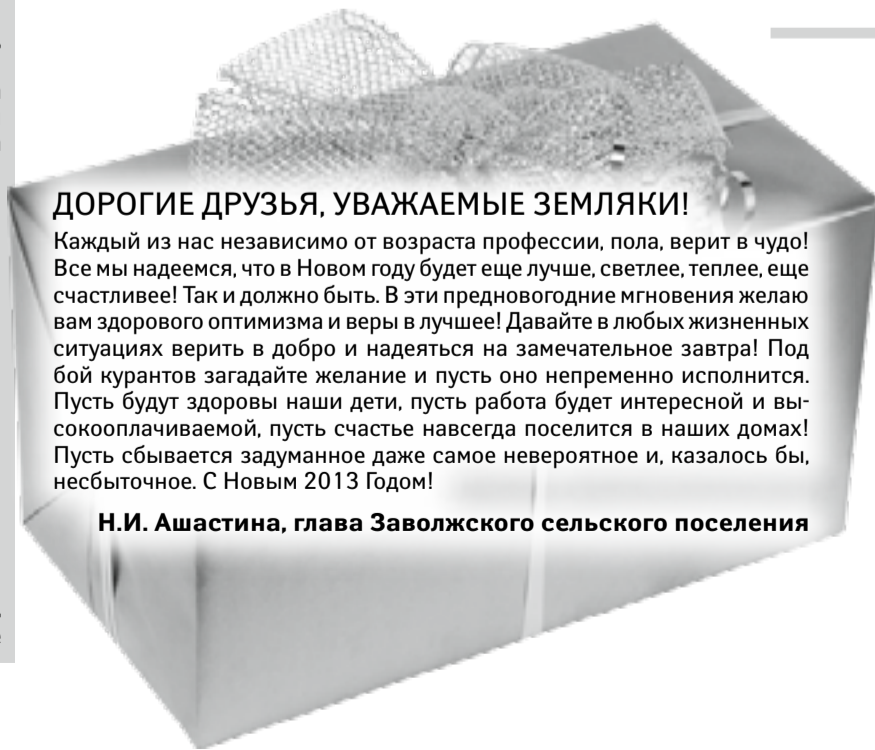 ДОРОГИЕ ДРУЗЬЯ, УВАЖАЕМЫЕ ЗЕМЛЯКИ!
Каждый из нас независимо от возраста профессии, пола, верит в чудо!
Все мы надеемся, что в Новом году будет еще лучше, светлее, теплее, еще
счастливее! Так и должно быть. В эти предновогодние мгновения желаю
вам здорового оптимизма и веры в лучшее! Давайте в любых жизненных
ситуациях верить в добро и надеяться на замечательное завтра! Под
бой курантов загадайте желание и пусть оно непременно исполнится.
Пусть будут здоровы наши дети, пусть работа будет интересной и вы-
сокооплачиваемой, пусть счастье навсегда поселится в наших домах!
Пусть сбывается задуманное даже самое невероятное и, казалось бы,
несбыточное. С Новым 2013 Годом!
Н.И. Ашастина, глава Заволжского сельского поселения